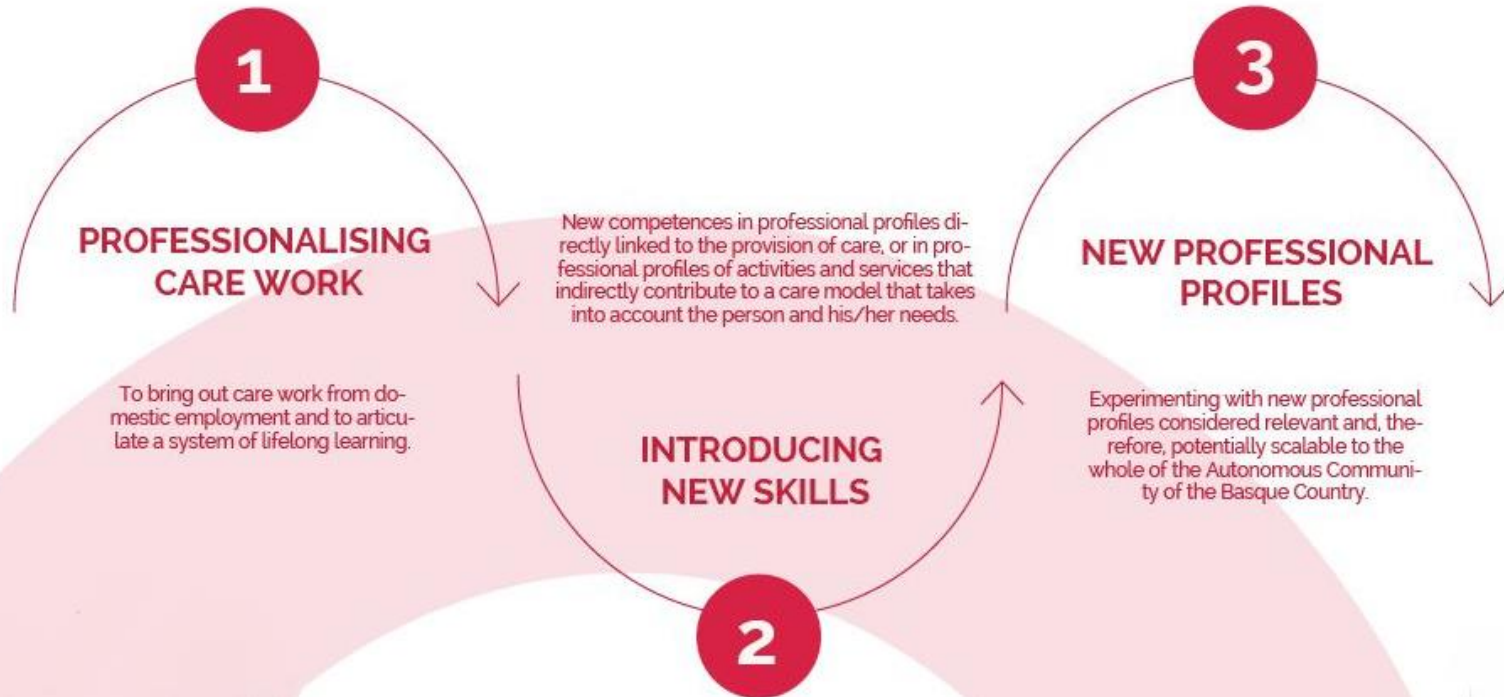 1
PROFESSIONALISING
CARE WORK
To bring out care work from do-
mestic employment and to articu-
late a system of lifelong learning.
New competences in professional profiles di-
rectly linked to the provision of care, or in pro-
fessional profiles of activities and services that
indirectly contribute to a care model that takes
into account the person and his/her needs.
INTRODUCING
NEW SKILLS
2
3
NEW PROFESSIONAL
PROFILES
Experimenting with new professional
profiles considered relevant and, the-
refore, potentially scalable to the
whole of the Autonomous Communi-
ty of the Basque Country.